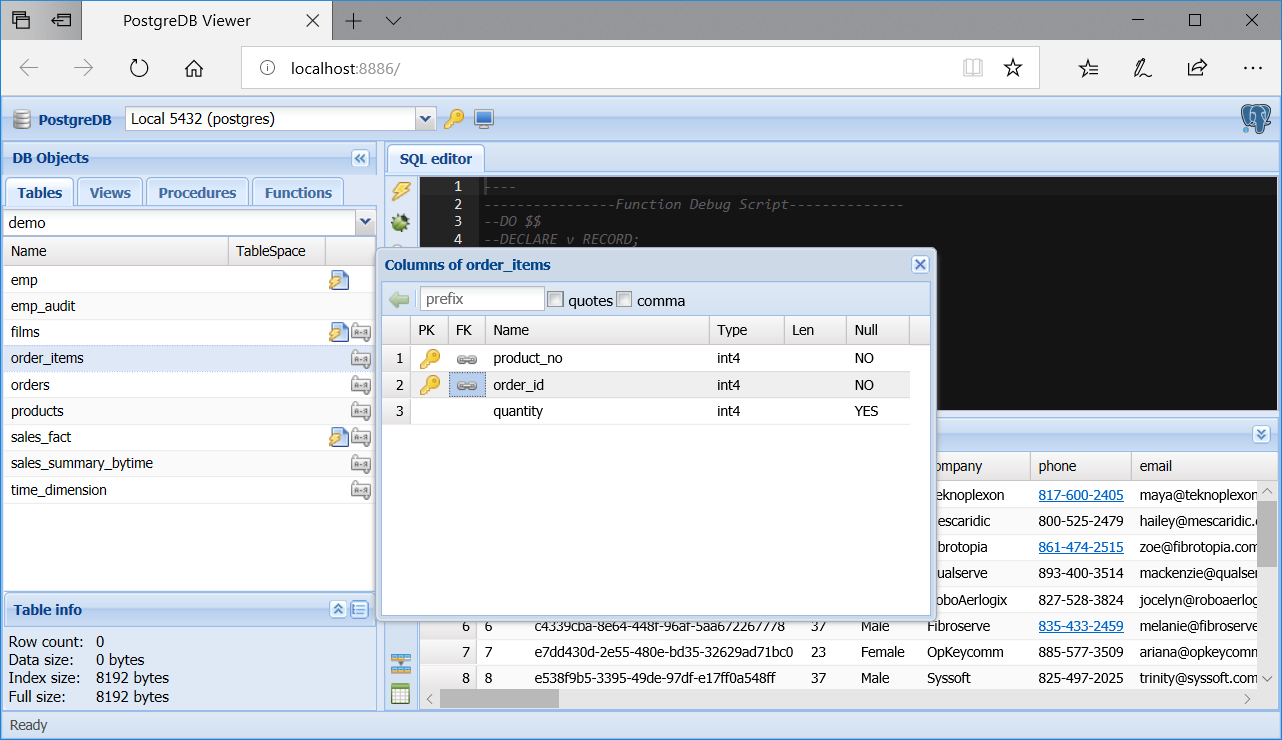 PostgreDB Viewer
localhost:8886/
PostgreDB
Local 5432 (postgres)
DB Objects
Tables Views Procedures Functions
demo
Name TableSpace
emp
emp_audit
films
order_items
orders
products
sales_fact
sales_summary_bytime
time_dimension
Table info
Row count: 0
Data size: 0 bytes
Index size: 8192 bytes
Full size: 8192 bytes
Ready
SQL editor
1 ----
2 ----------------Function Debug Script--------------
3 --DO $$
4 --DECLARE v RECORD;
Columns of order_items
prefix quotes comma
PK FK Name Type Len Null
1 product_no int4 NO
2 order_id int4 NO
3 quantity int4 YES
phone email
817-600-2405 maya@teknoplexon
800-525-2479 hailey@mescaridic.
861-474-2515 zoe@fibrotopia.com
893-400-3514 mackenzie@qualser
827-528-3824 jocelyn@roboaerlog
6 6 c4339cba-8e64-448f-96af-5aa672267778 37 Male Fibroserve 835-433-2459 melanie@fibroserve
7 7 e7dd430d-2e55-480e-bd35-32629ad71bc0 23 Female OpKeycomm 885-577-3509 ariana@opkeycomm
8 8 e538f9b5-3395-49de-97df-e17ff0a548ff 37 Male Syssoft 825-497-2025 trinity@syssoft.com